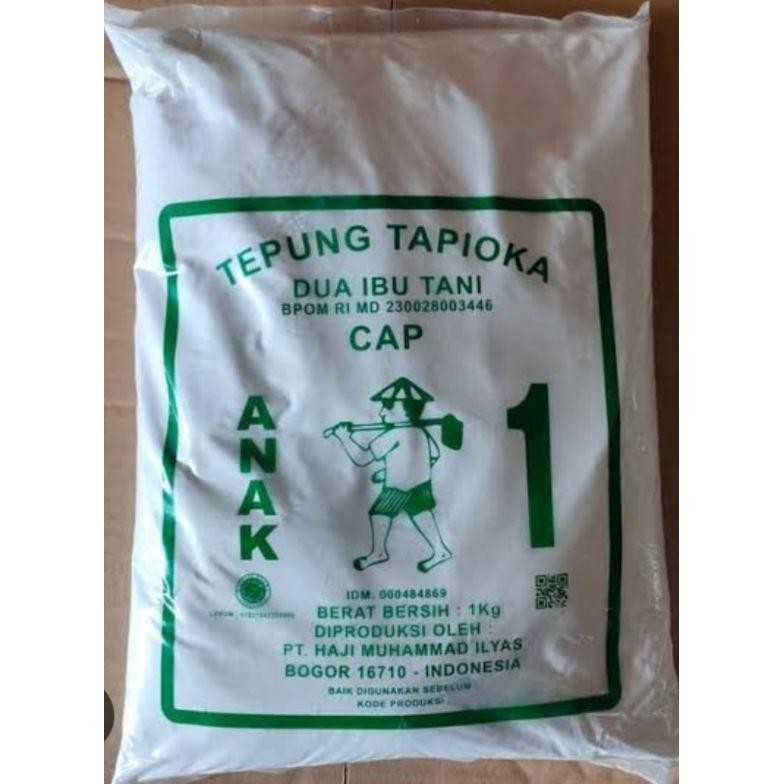 TEPUNG TAPIOKA
DUA IBU TANI
BPOM RI MD 230028003446
CAP
ANAK
1
IDM. 000484869
BERAT BERSIH : 1Kg
DIPRODUKSI OLEH :
PT. HAJI MUHAMMAD ILYAS
BOGOR 16710 - INDONESIA
BAIK DIGUNAKAN SEBELUM :
KODE PRODUKSI :